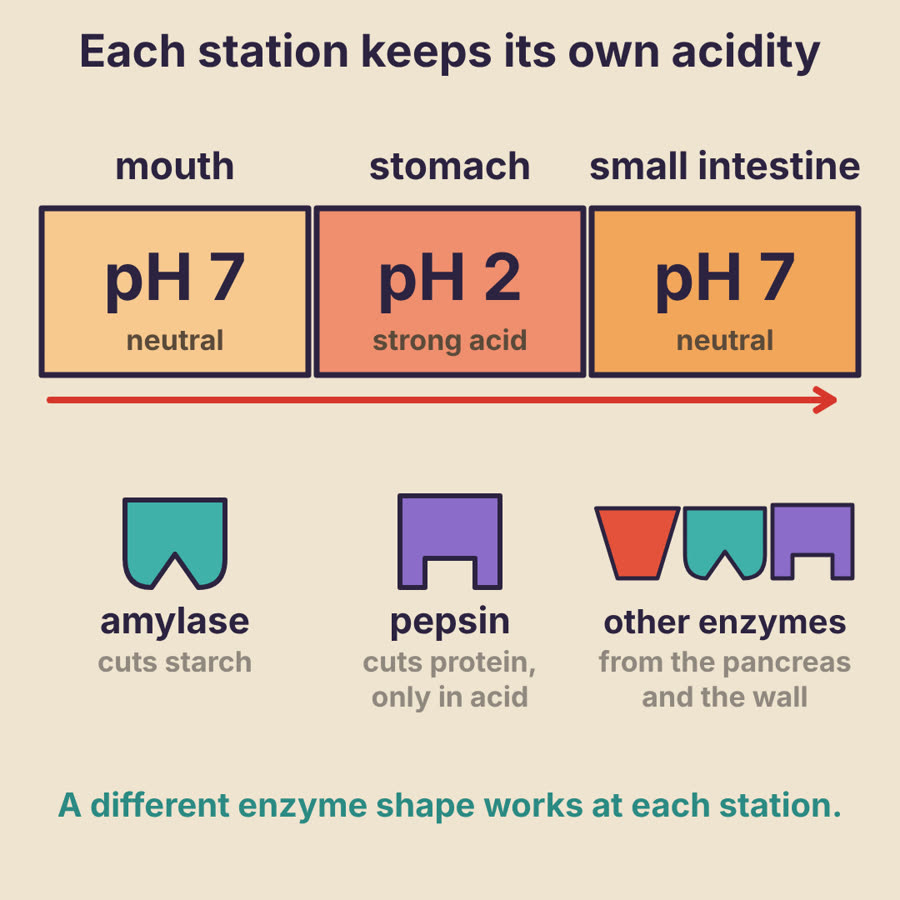 Each station keeps its own acidity
mouth
stomach
small intestine
pH 7
neutral
pH 2
strong acid
pH 7
neutral
amylase
cuts starch
pepsin
cuts protein,
only in acid
other enzymes
from the pancreas
and the wall
A different enzyme shape works at each station.